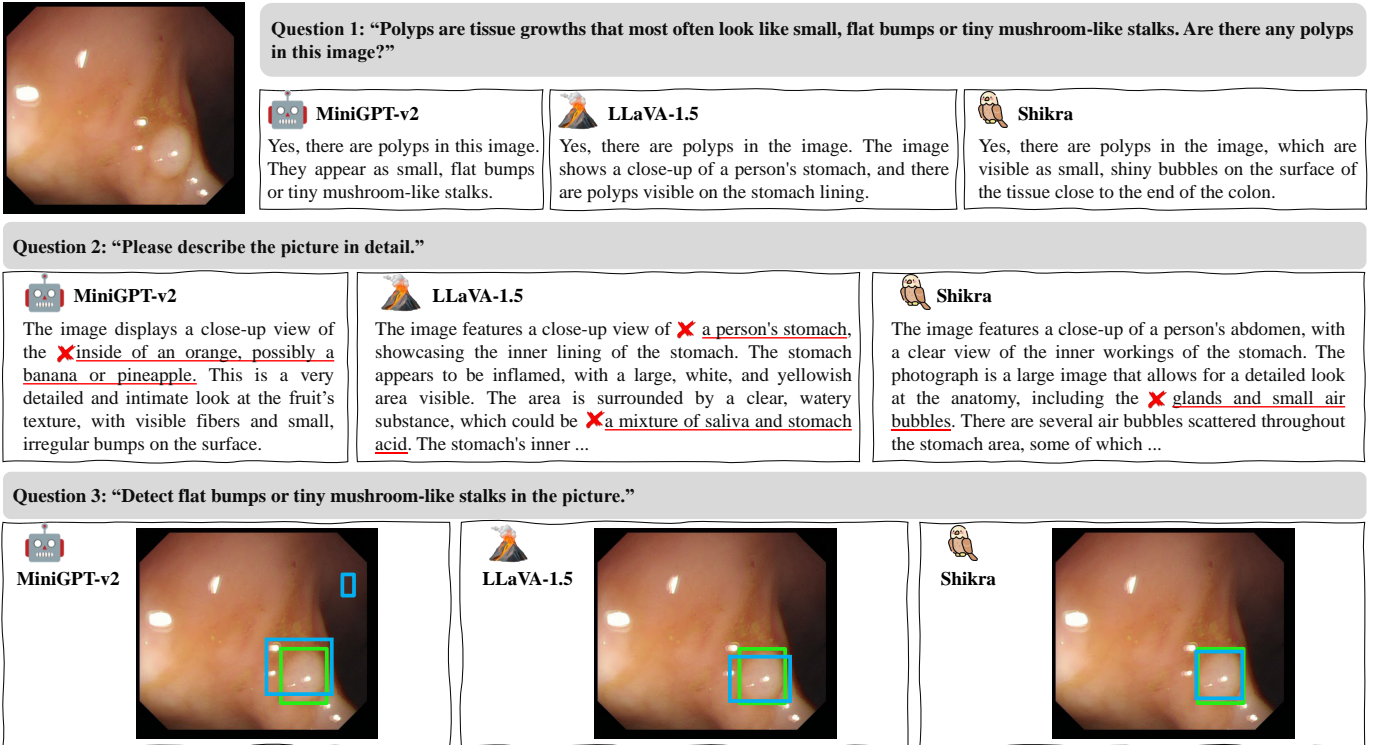 Question 1: “Polyps are tissue growths that most often look like small, flat bumps or tiny mushroom-like stalks. Are there any polyps
in this image?”
MiniGPT-v2
Yes, there are polyps in this image.
They appear as small, flat bumps
or tiny mushroom-like stalks.
LLaVA-1.5
Yes, there are polyps in the image. The image
shows a close-up of a person's stomach, and there
are polyps visible on the stomach lining.
Shikra
Yes, there are polyps in the image, which are
visible as small, shiny bubbles on the surface of
the tissue close to the end of the colon.
Question 2: “Please describe the picture in detail.”
MiniGPT-v2
The image displays a close-up view of
the inside of an orange, possibly a
banana or pineapple. This is a very
detailed and intimate look at the fruit's
texture, with visible fibers and small,
irregular bumps on the surface.
LLaVA-1.5
The image features a close-up view of a person's stomach,
showcasing the inner lining of the stomach. The stomach
appears to be inflamed, with a large, white, and yellowish
area visible. The area is surrounded by a clear, watery
substance, which could be a mixture of saliva and stomach
acid. The stomach's inner ...
Shikra
The image features a close-up of a person's abdomen, with
a clear view of the inner workings of the stomach. The
photograph is a large image that allows for a detailed look
at the anatomy, including the glands and small air
bubbles. There are several air bubbles scattered throughout
the stomach area, some of which ...
Question 3: “Detect flat bumps or tiny mushroom-like stalks in the picture.”
MiniGPT-v2
LLaVA-1.5
Shikra